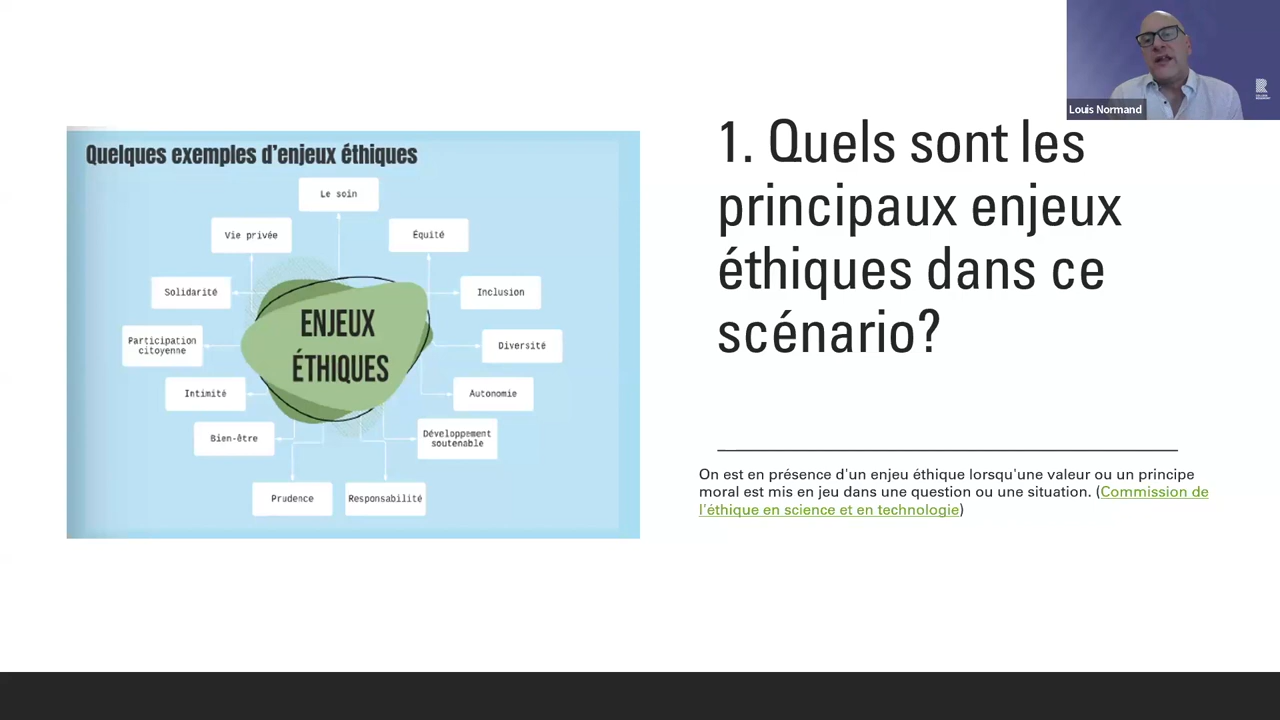 Louis Normand
Quelques exemples d'enjeux éthiques
Le soin
Vie privée
Équité
Solidarité
Inclusion
Participation
citoyenne
Diversité
Intimité
Autonomie
Bien-être
Développement
soutenable
Prudence
Responsabilité
ENJEUX
ÉTHIQUES
1. Quels sont les
principaux enjeux
éthiques dans ce
scénario?
On est en présence d'un enjeu éthique lorsqu'une valeur ou un principe
moral est mis en jeu dans une question ou une situation. (Commission de
l'éthique en science et en technologie)